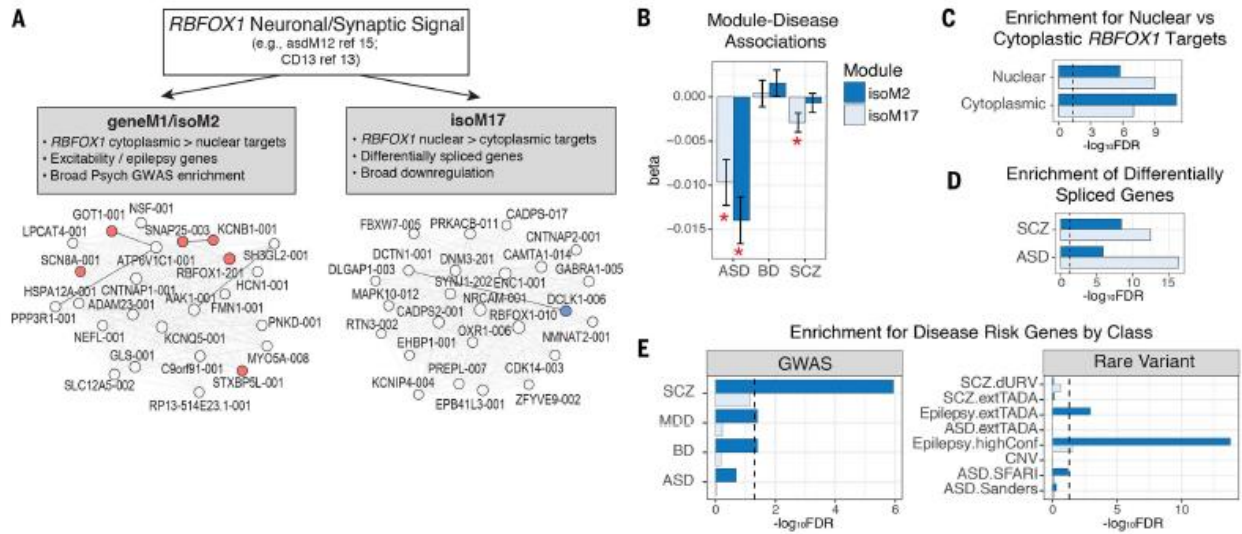 A
RBFOX1 Neuronal/Synaptic Signal
(e.g., asdM12 ref 15;
CD13 ref 13)
geneM1/isoM2
• RBFOX1 cytoplasmic > nuclear targets
• Excitability / epilepsy genes
• Broad Psych GWAS enrichment
isoM17
• RBFOX1 nuclear > cytoplasmic targets
• Differentially spliced genes
• Broad downregulation
NSF-001
GOT1-001
LPCAT4-001
SNAP25-003
KCNB1-001
SCN8A-001
ATP6V1C1-001
SH3GL2-001
RBFOX1-201
HSPA12A-001
CNTNAP1-001
HCN1-001
ADAM23-001
AAK1-001
FMN1-001
PPP3R1-001
NEFL-001
KCNQ5-001
PNKD-001
GLS-001
C9orf91-001
MYO5A-008
SLC12A5-002
STXBP5L-001
RP13-514E23.1-001
FBXW7-005
PRKACB-011
CADPS-017
DCTN1-001
CNTNAP2-001
DLGAP1-003
DNM3-201
CAMTA1-014
SYNJ1-202
ENC1-001
GABRA1-005
MAPK10-012
NRCAM-001
DCLK1-006
CADPS2-001
RBFOX1-010
RTN3-002
OXR1-006
NMNAT2-001
EHBP1-001
PREPL-007
CDK14-003
KCNIP4-004
EPB41L3-001
ZFYVE9-002
B
Module-Disease
Associations
beta
0.000
−0.005
−0.010
−0.015
* * *
ASD BD SCZ
Module
isoM2
isoM17
C
Enrichment for Nuclear vs
Cytoplastic RBFOX1 Targets
Nuclear
Cytoplasmic
0 3 6 9
-log₁₀FDR
D
Enrichment of Differentially
Spliced Genes
SCZ
ASD
0 5 10 15
-log₁₀FDR
E
Enrichment for Disease Risk Genes by Class
GWAS
SCZ
MDD
BD
ASD
0 2 4 6
-log₁₀FDR
Rare Variant
SCZ.dURV
SCZ.extTADA
Epilepsy.extTADA
ASD.extTADA
Epilepsy.highConf
CNV
ASD.SFARI
ASD.Sanders
0 5 10
-log₁₀FDR